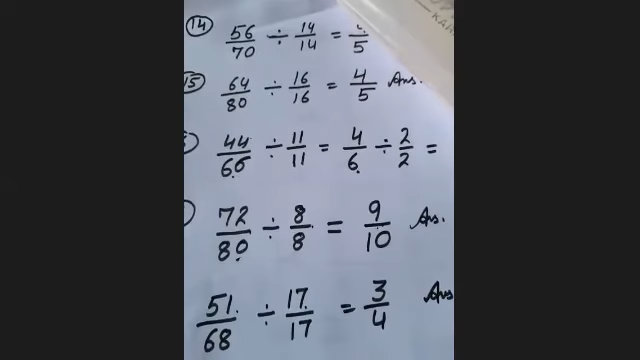 14 56/70 ÷ 14/14 = /5
15 64/80 ÷ 16/16 = 4/5 Ans.
44/66 ÷ 11/11 = 4/6 ÷ 2/2 =
72/80 ÷ 8/8 = 9/10 Ans.
51/68 ÷ 17/17 = 3/4 Ans